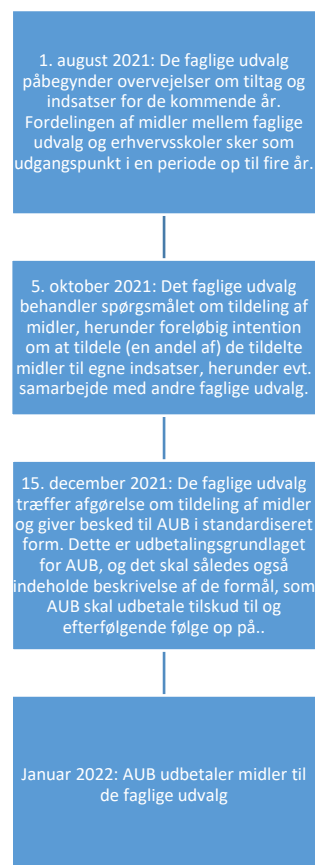 1. august 2021: De faglige udvalg
påbegynder overvejelser om tiltag og
indsatser for de kommende år.
Fordelingen af midler mellem faglige
udvalg og erhvervsskoler sker som
udgangspunkt i en periode op til fire år.
5. oktober 2021: Det faglige udvalg
behandler spørgsmålet om tildeling af
midler, herunder foreløbig intention
om at tildele (en andel af) de tildelte
midler til egne indsatser, herunder evt.
samarbejde med andre faglige udvalg.
15. december 2021: De faglige udvalg
træffer afgørelse om tildeling af midler
og giver besked til AUB i standardiseret
form. Dette er udbetalingsgrundlaget
for AUB, og det skal således også
indeholde beskrivelse af de formål, som
AUB skal udbetale tilskud til og
efterfølgende følge op på..
Januar 2022: AUB udbetaler midler til
de faglige udvalg